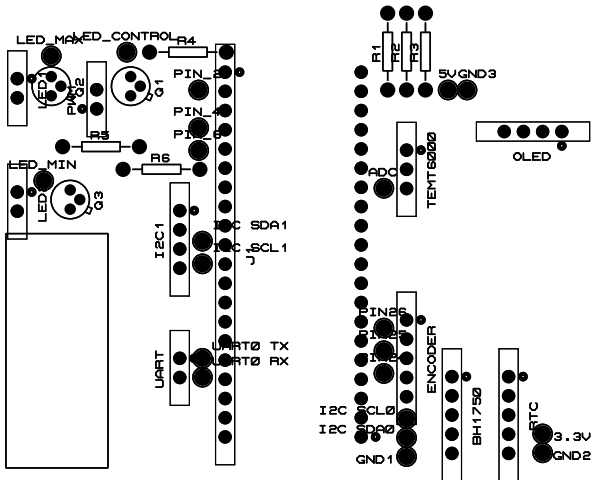 LED_MAX
LED_CONTROL
R4
R1
R2
R3
PIN_2
5V
GND3
LED1
PWM
Q2
Q1
PIN_4
PIN_6
R5
TEMT6000
OLED
R6
ADC
LED_MIN
Q3
I2C1
I2C SDA1
I2C SCL1
PIN26
UART0 TX
UART0 RX
UART
ENCODER
BH1750
RTC
I2C SCL0
I2C SDA0
GND1
3.3V
GND2